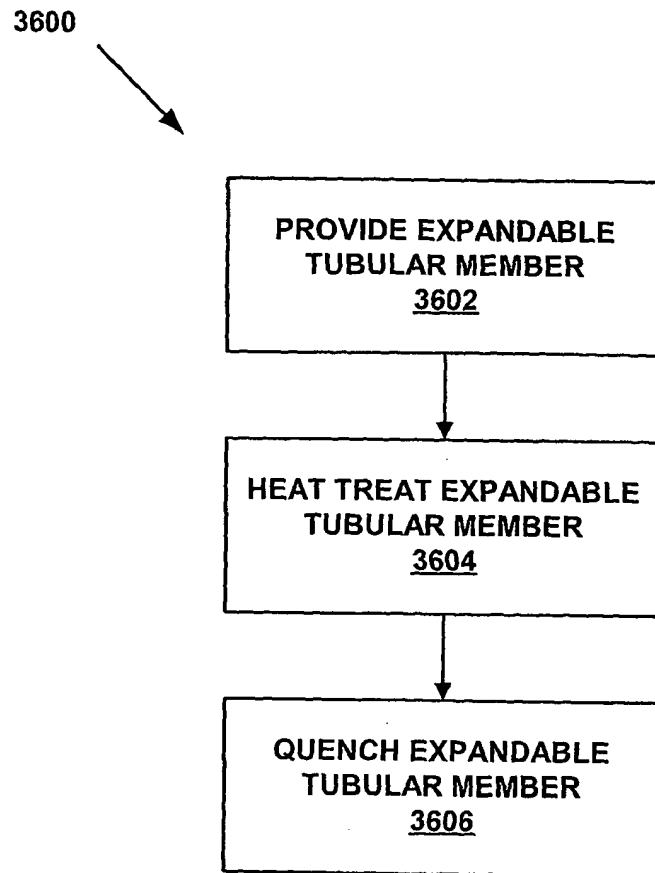 3600
PROVIDE EXPANDABLE
TUBULAR MEMBER
3602
HEAT TREAT EXPANDABLE
TUBULAR MEMBER
3604
QUENCH EXPANDABLE
TUBULAR MEMBER
3606